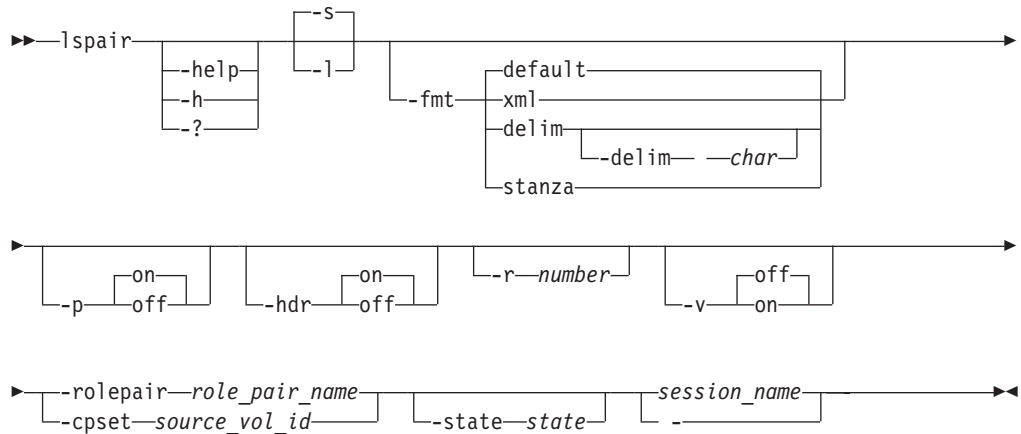 -s
lspair
-help
-l
default
-h
-fmt
xml
-?
delim
-delim char
stanza
on
on
-r number
off
-p off
-hdr off
-v on
-rolepair role_pair_name
session_name
-cpset source_vol_id
-state state
-